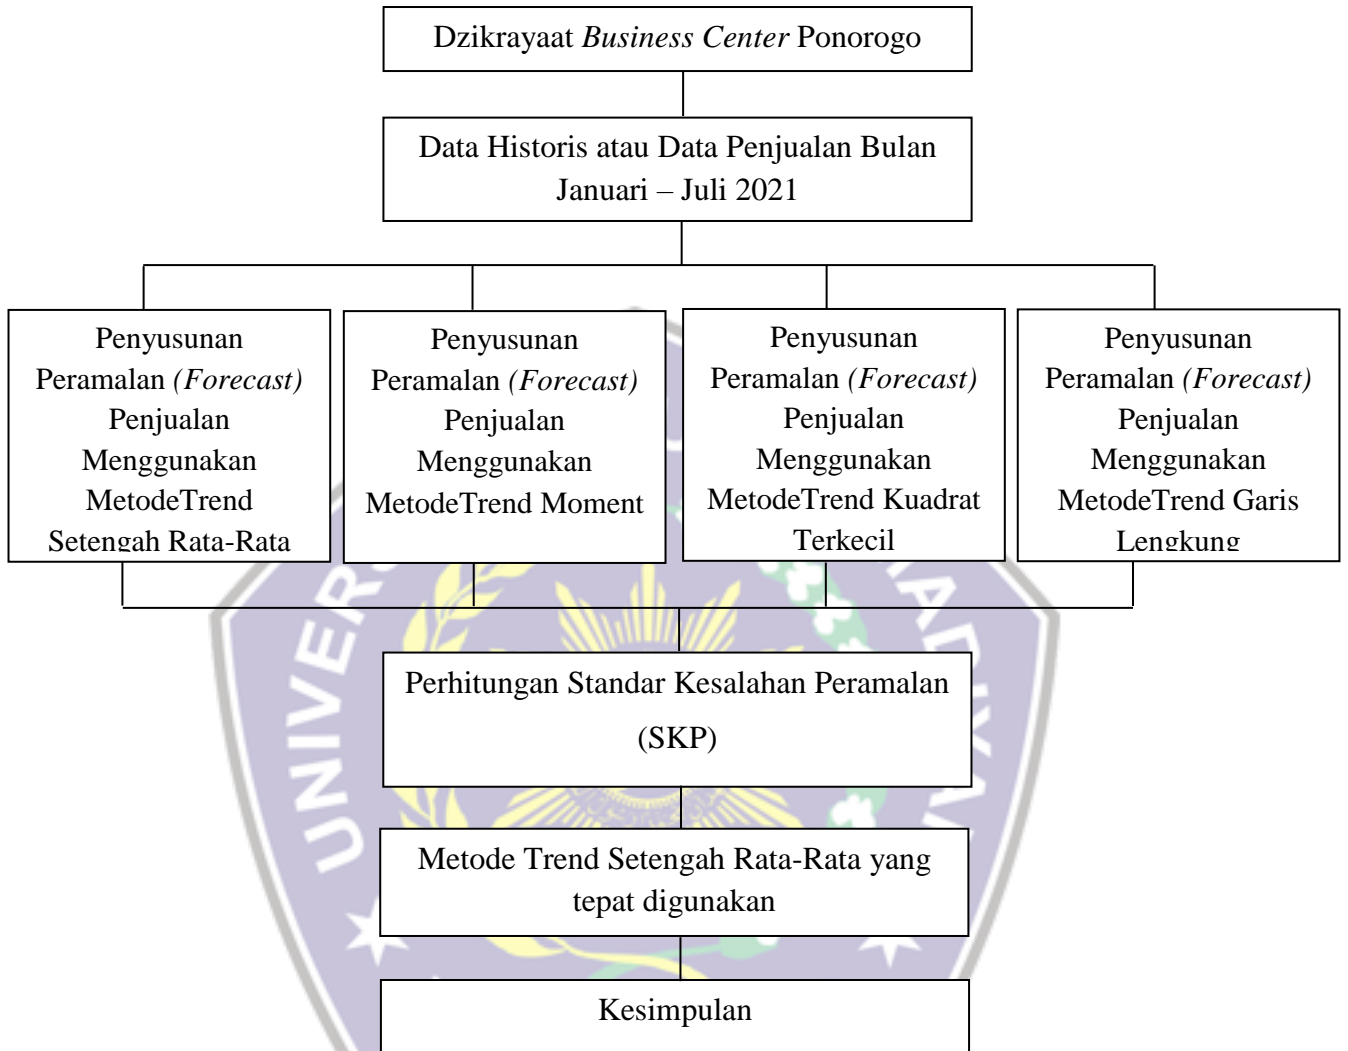 Dzikrayaat Business Center Ponorogo
Data Historis atau Data Penjualan Bulan
Januari – Juli 2021
Penyusunan
Peramalan (Forecast)
Penjualan
Menggunakan
MetodeTrend
Setengah Rata-Rata
Penyusunan
Peramalan (Forecast)
Penjualan
Menggunakan
MetodeTrend Moment
Penyusunan
Peramalan (Forecast)
Penjualan
Menggunakan
MetodeTrend Kuadrat
Terkecil
Penyusunan
Peramalan (Forecast)
Penjualan
Menggunakan
MetodeTrend Garis
Lengkung
Perhitungan Standar Kesalahan Peramalan
(SKP)
Metode Trend Setengah Rata-Rata yang
tepat digunakan
Kesimpulan